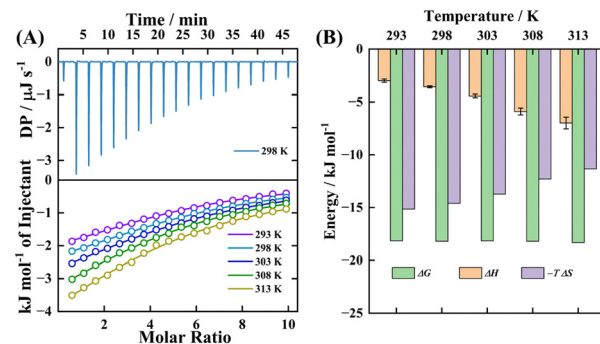 (A)
Time / min
5 10 15 20 25 30 35 40 45
0
−1
−2
−3
DP / μJ s⁻¹
298 K
0
−1
−2
−3
−4
kJ mol⁻¹ of Injectant
293 K
298 K
303 K
308 K
313 K
0 2 4 6 8 10
Molar Ratio
(B)
Temperature / K
293 298 303 308 313
0
−5
−10
−15
−20
−25
Energy / kJ mol⁻¹
ΔG ΔH −T ΔS